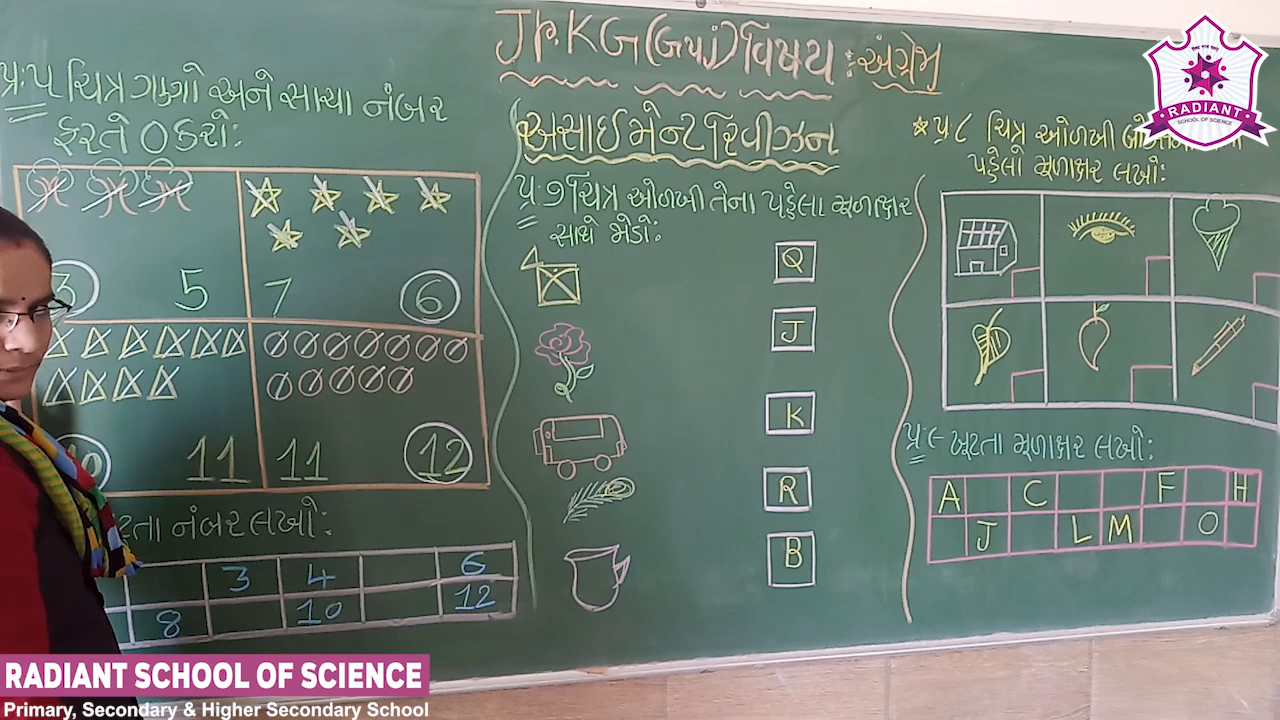 Jr.KG (ગુજ) વિષય : અંગ્રેજી
અસાઈમેન્ટ રિવીઝન
પ્ર:૫ ચિત્ર ગણો અને સાચા નંબર
ફરતે O કરો:
3 5
7 6
10 11
11 12
નંબર લખો:
3 4 6
8 10 12
પ્ર:૭ ચિત્ર ઓળખી તેના પહેલા મૂળાક્ષર
સાથે જોડો:
Q
J
K
R
B
★પ્ર ૮ ચિત્ર ઓળખી
પહેલો મૂળાક્ષર લખો:
પ્ર:૯ ખૂટતા મૂળાક્ષર લખો:
A C F H
J L M O
RADIANT
SCHOOL OF SCIENCE
RADIANT SCHOOL OF SCIENCE
Primary, Secondary & Higher Secondary School